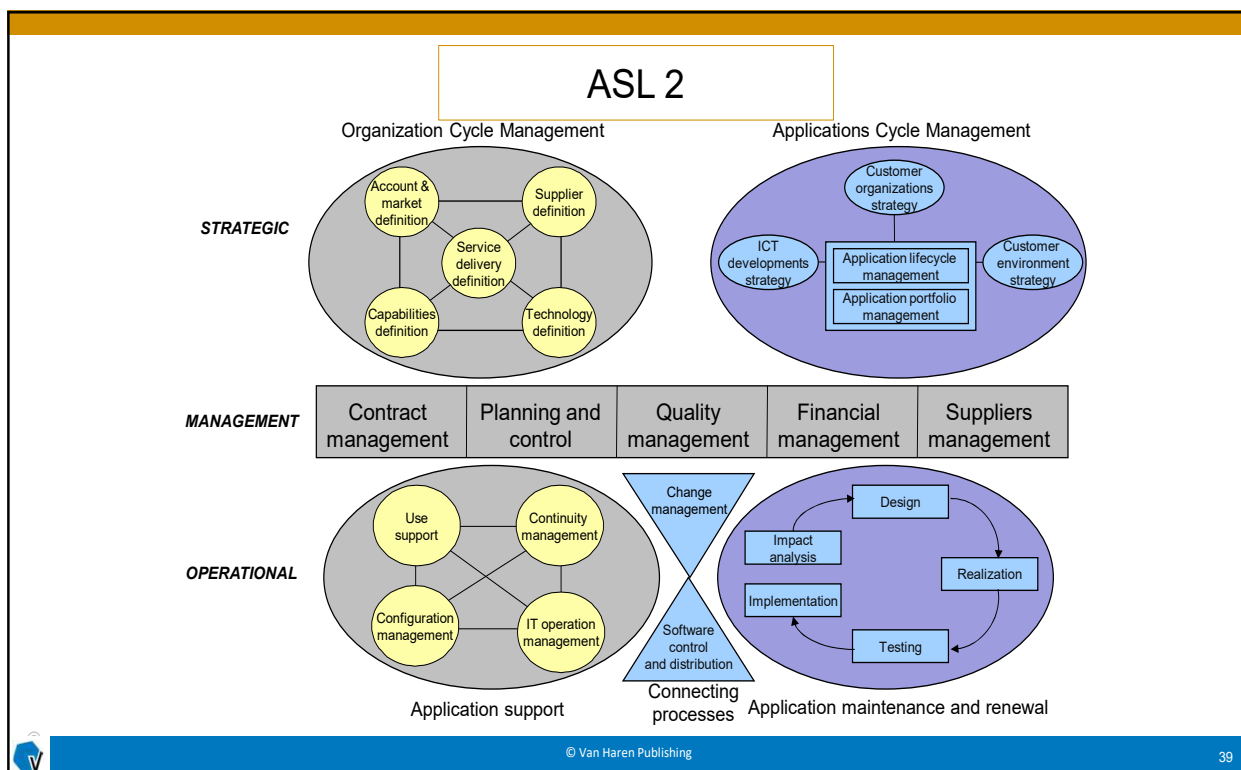 ASL 2
Organization Cycle Management
Applications Cycle Management
STRATEGIC
Account &
market
definition
Supplier
definition
Service
delivery
definition
Capabilities
definition
Technology
definition
Customer
organizations
strategy
ICT
developments
strategy
Application lifecycle
management
Application portfolio
management
Customer
environment
strategy
MANAGEMENT
Contract
management
Planning and
control
Quality
management
Financial
management
Suppliers
management
OPERATIONAL
Use
support
Continuity
management
Configuration
management
IT operation
management
Change
management
Software
control
and distribution
Design
Impact
analysis
Realization
Implementation
Testing
Application support
Connecting
processes
Application maintenance and renewal
© Van Haren Publishing
39